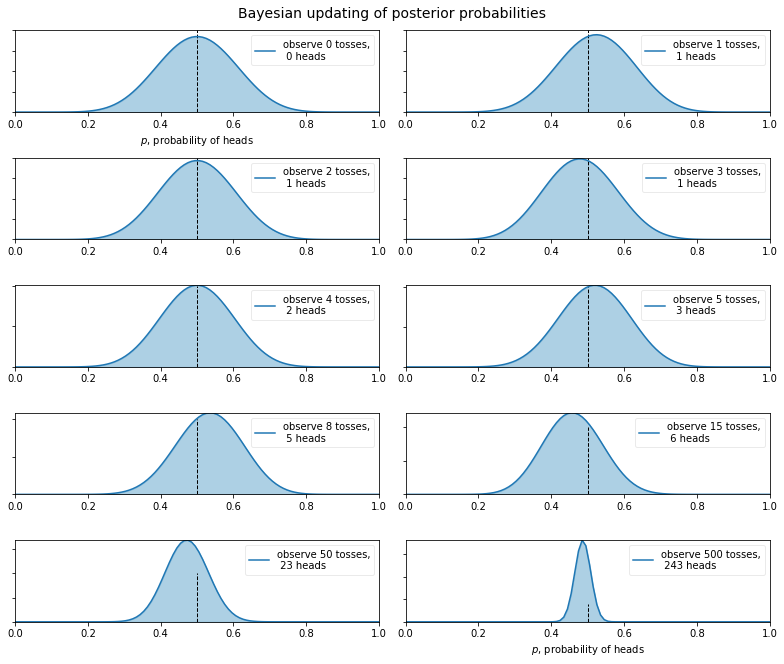 Bayesian updating of posterior probabilities
observe 0 tosses,
0 heads
0.0 0.2 0.4 0.6 0.8 1.0
p, probability of heads
observe 1 tosses,
1 heads
0.0 0.2 0.4 0.6 0.8 1.0
observe 2 tosses,
1 heads
0.0 0.2 0.4 0.6 0.8 1.0
observe 3 tosses,
1 heads
0.0 0.2 0.4 0.6 0.8 1.0
observe 4 tosses,
2 heads
0.0 0.2 0.4 0.6 0.8 1.0
observe 5 tosses,
3 heads
0.0 0.2 0.4 0.6 0.8 1.0
observe 8 tosses,
5 heads
0.0 0.2 0.4 0.6 0.8 1.0
observe 15 tosses,
6 heads
0.0 0.2 0.4 0.6 0.8 1.0
observe 50 tosses,
23 heads
0.0 0.2 0.4 0.6 0.8 1.0
observe 500 tosses,
243 heads
0.0 0.2 0.4 0.6 0.8 1.0
p, probability of heads